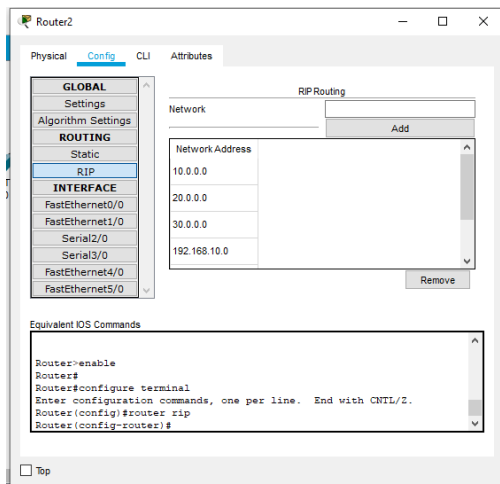 Router2
Physical Config CLI Attributes
GLOBAL
Settings
Algorithm Settings
ROUTING
Static
RIP
INTERFACE
FastEthernet0/0
FastEthernet1/0
Serial2/0
Serial3/0
FastEthernet4/0
FastEthernet5/0
RIP Routing
Network
Add
Network Address
10.0.0.0
20.0.0.0
30.0.0.0
192.168.10.0
Remove
Equivalent IOS Commands
Router>enable
Router#
Router#configure terminal
Enter configuration commands, one per line. End with CNTL/Z.
Router(config)#router rip
Router(config-router)#
Top